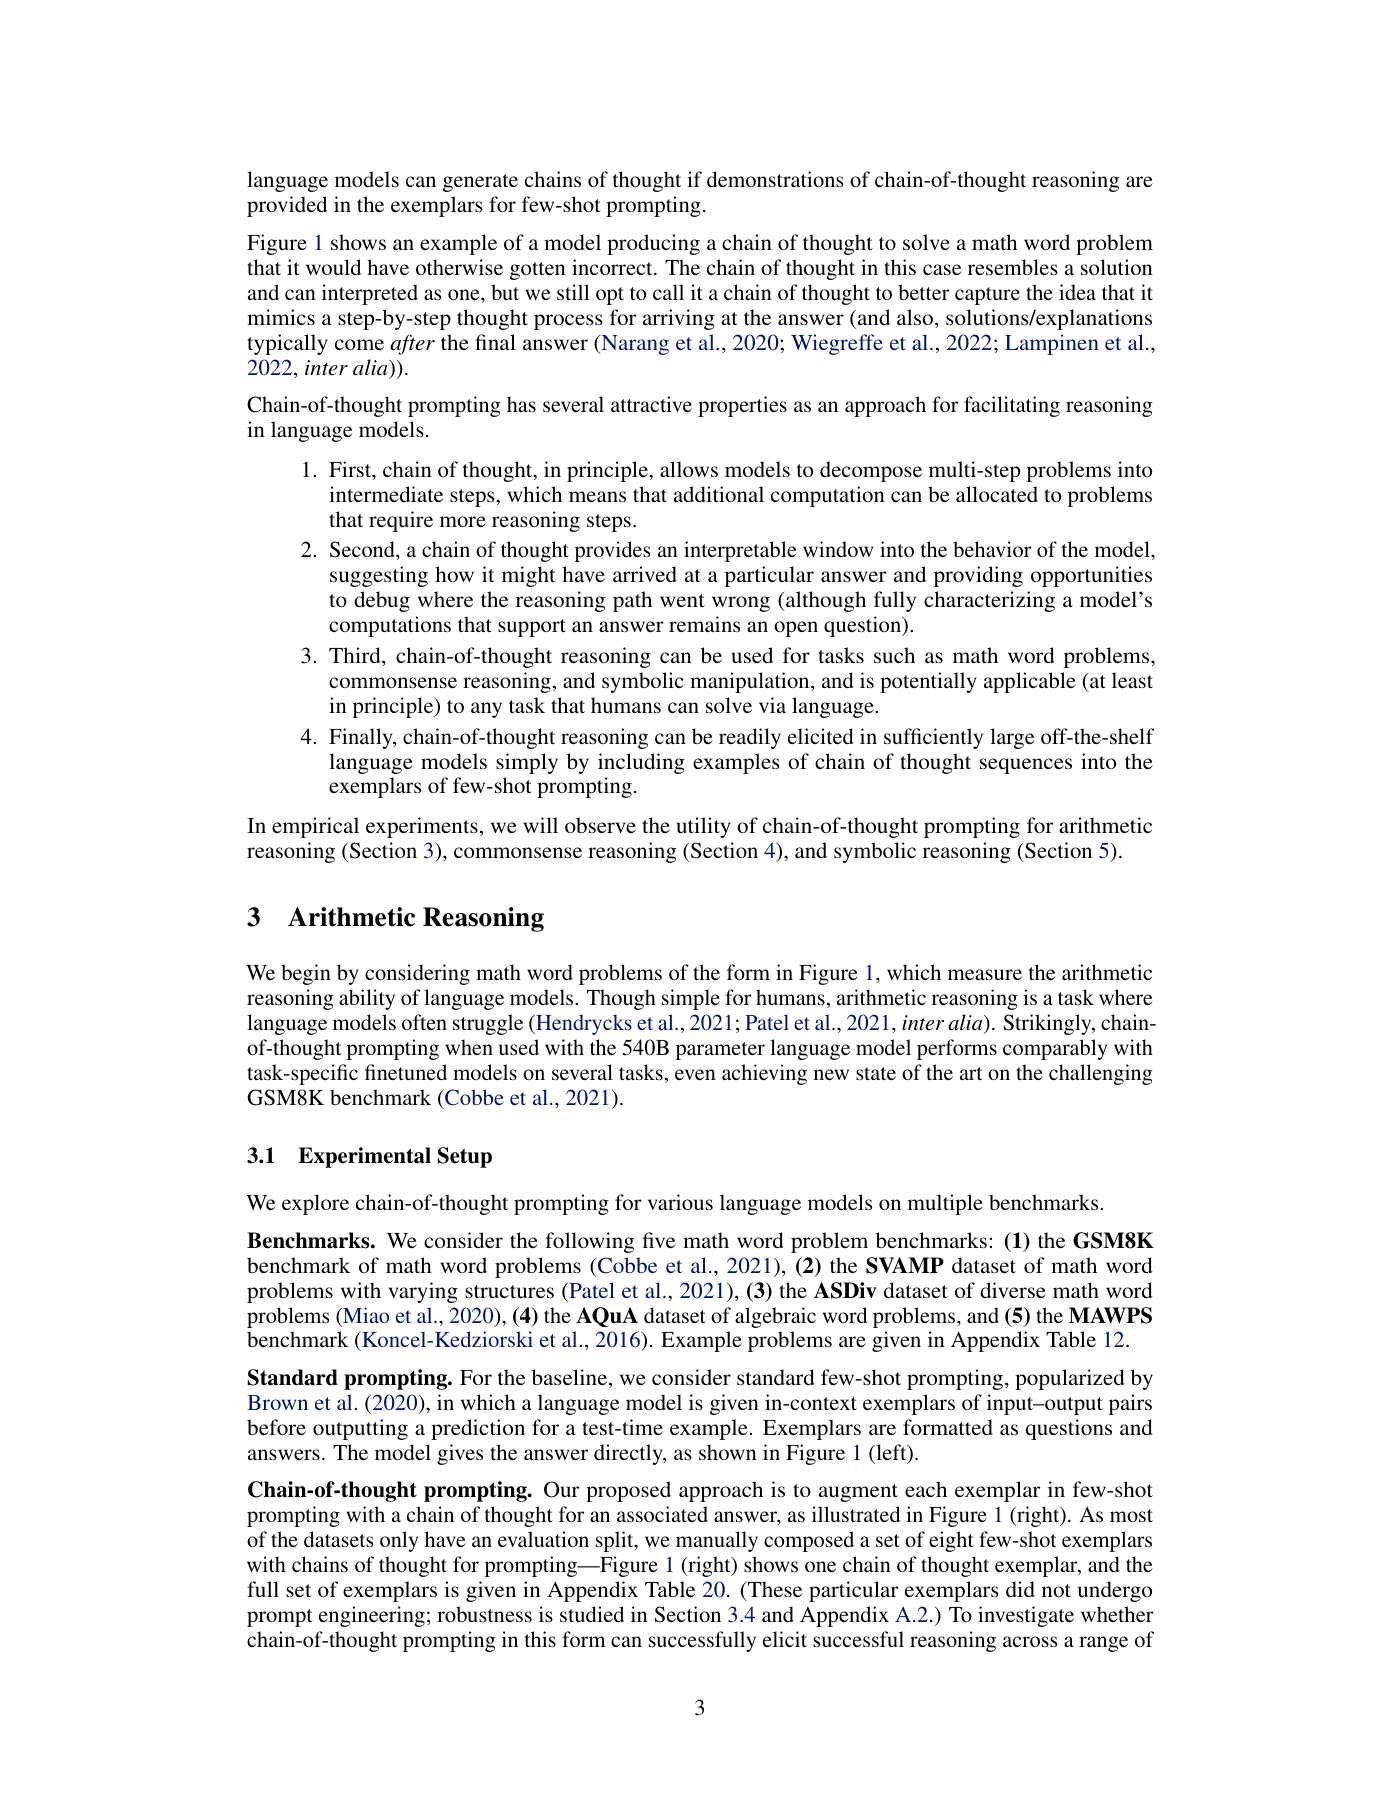 language models can generate chains of thought if demonstrations of chain-of-thought reasoning are
provided in the exemplars for few-shot prompting.
Figure 1 shows an example of a model producing a chain of thought to solve a math word problem
that it would have otherwise gotten incorrect. The chain of thought in this case resembles a solution
and can interpreted as one, but we still opt to call it a chain of thought to better capture the idea that it
mimics a step-by-step thought process for arriving at the answer (and also, solutions/explanations
typically come after the final answer (Narang et al., 2020; Wiegreffe et al., 2022; Lampinen et al.,
2022, inter alia)).
Chain-of-thought prompting has several attractive properties as an approach for facilitating reasoning
in language models.
1. First, chain of thought, in principle, allows models to decompose multi-step problems into
intermediate steps, which means that additional computation can be allocated to problems
that require more reasoning steps.
2. Second, a chain of thought provides an interpretable window into the behavior of the model,
suggesting how it might have arrived at a particular answer and providing opportunities
to debug where the reasoning path went wrong (although fully characterizing a model's
computations that support an answer remains an open question).
3. Third, chain-of-thought reasoning can be used for tasks such as math word problems,
commonsense reasoning, and symbolic manipulation, and is potentially applicable (at least
in principle) to any task that humans can solve via language.
4. Finally, chain-of-thought reasoning can be readily elicited in sufficiently large off-the-shelf
language models simply by including examples of chain of thought sequences into the
exemplars of few-shot prompting.
In empirical experiments, we will observe the utility of chain-of-thought prompting for arithmetic
reasoning (Section 3), commonsense reasoning (Section 4), and symbolic reasoning (Section 5).
3 Arithmetic Reasoning
We begin by considering math word problems of the form in Figure 1, which measure the arithmetic
reasoning ability of language models. Though simple for humans, arithmetic reasoning is a task where
language models often struggle (Hendrycks et al., 2021; Patel et al., 2021, inter alia). Strikingly, chain-
of-thought prompting when used with the 540B parameter language model performs comparably with
task-specific finetuned models on several tasks, even achieving new state of the art on the challenging
GSM8K benchmark (Cobbe et al., 2021).
3.1 Experimental Setup
We explore chain-of-thought prompting for various language models on multiple benchmarks.
Benchmarks. We consider the following five math word problem benchmarks: (1) the GSM8K
benchmark of math word problems (Cobbe et al., 2021), (2) the SVAMP dataset of math word
problems with varying structures (Patel et al., 2021), (3) the ASDiv dataset of diverse math word
problems (Miao et al., 2020), (4) the AQuA dataset of algebraic word problems, and (5) the MAWPS
benchmark (Koncel-Kedziorski et al., 2016). Example problems are given in Appendix Table 12.
Standard prompting. For the baseline, we consider standard few-shot prompting, popularized by
Brown et al. (2020), in which a language model is given in-context exemplars of input–output pairs
before outputting a prediction for a test-time example. Exemplars are formatted as questions and
answers. The model gives the answer directly, as shown in Figure 1 (left).
Chain-of-thought prompting. Our proposed approach is to augment each exemplar in few-shot
prompting with a chain of thought for an associated answer, as illustrated in Figure 1 (right). As most
of the datasets only have an evaluation split, we manually composed a set of eight few-shot exemplars
with chains of thought for prompting—Figure 1 (right) shows one chain of thought exemplar, and the
full set of exemplars is given in Appendix Table 20. (These particular exemplars did not undergo
prompt engineering; robustness is studied in Section 3.4 and Appendix A.2.) To investigate whether
chain-of-thought prompting in this form can successfully elicit successful reasoning across a range of
3